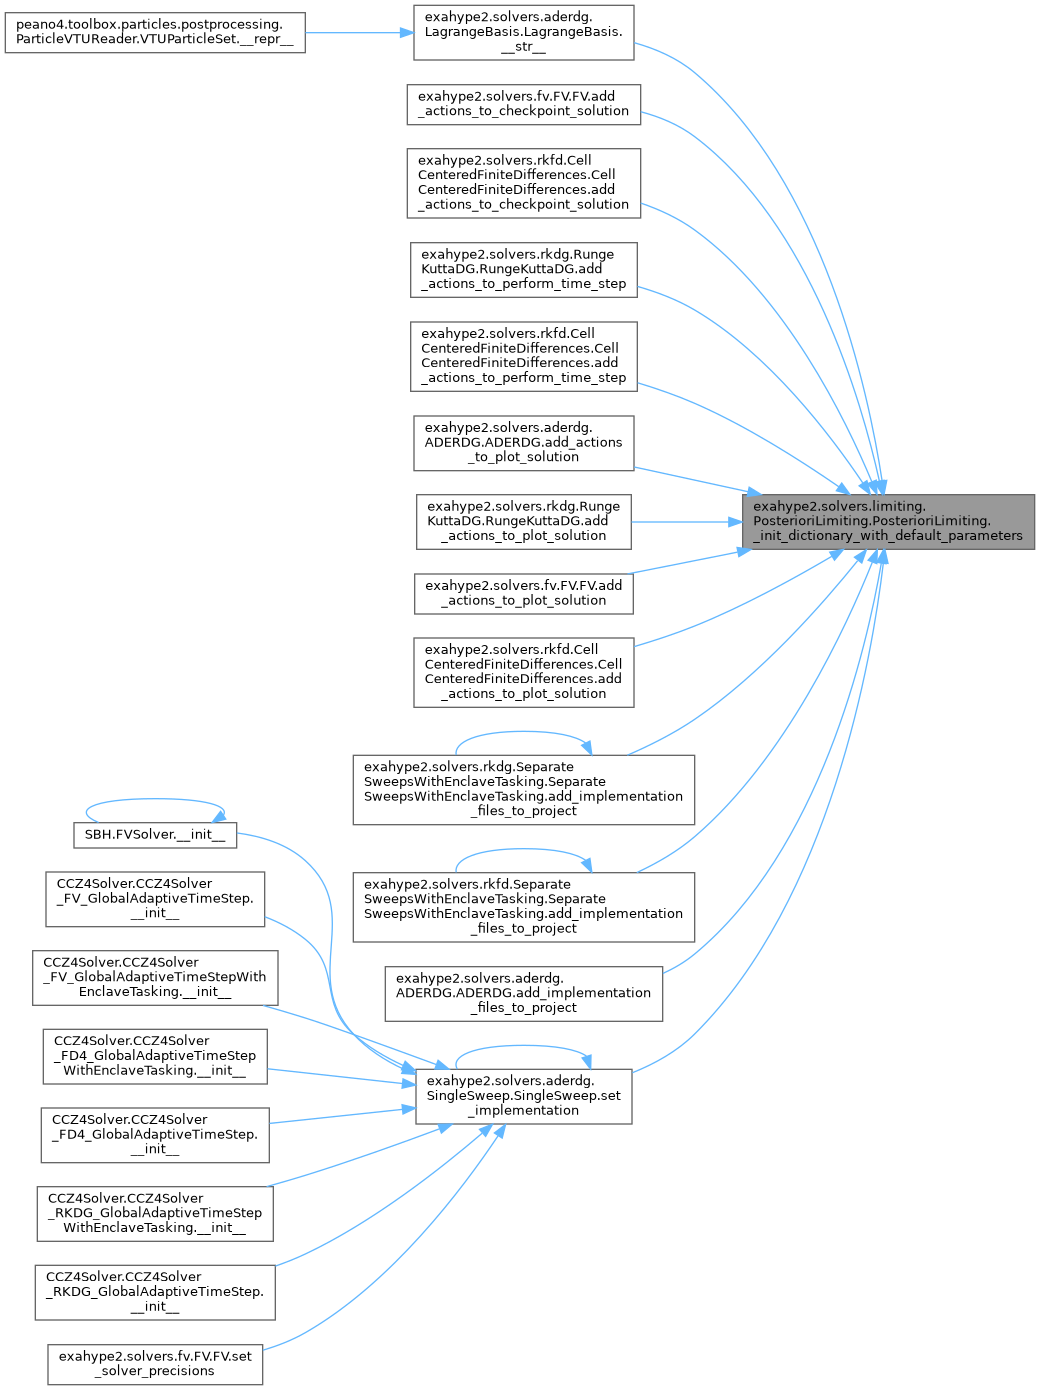 peano4.toolbox.particles.postprocessing.
ParticleVTUReader.VTUParticleSet.__repr__
exahype2.solvers.aderdg.
LagrangeBasis.LagrangeBasis.
__str__
exahype2.solvers.fv.FV.FV.add
_actions_to_checkpoint_solution
exahype2.solvers.rkfd.Cell
CenteredFiniteDifferences.Cell
CenteredFiniteDifferences.add
_actions_to_checkpoint_solution
exahype2.solvers.rkdg.Runge
KuttaDG.RungeKuttaDG.add
_actions_to_perform_time_step
exahype2.solvers.rkfd.Cell
CenteredFiniteDifferences.Cell
CenteredFiniteDifferences.add
_actions_to_perform_time_step
exahype2.solvers.aderdg.
ADERDG.ADERDG.add_actions
_to_plot_solution
exahype2.solvers.rkdg.Runge
KuttaDG.RungeKuttaDG.add
_actions_to_plot_solution
exahype2.solvers.limiting.
PosterioriLimiting.PosterioriLimiting.
_init_dictionary_with_default_parameters
exahype2.solvers.fv.FV.FV.add
_actions_to_plot_solution
exahype2.solvers.rkfd.Cell
CenteredFiniteDifferences.Cell
CenteredFiniteDifferences.add
_actions_to_plot_solution
exahype2.solvers.rkdg.Separate
SweepsWithEnclaveTasking.Separate
SweepsWithEnclaveTasking.add_implementation
_files_to_project
exahype2.solvers.rkfd.Separate
SweepsWithEnclaveTasking.Separate
SweepsWithEnclaveTasking.add_implementation
_files_to_project
exahype2.solvers.aderdg.
ADERDG.ADERDG.add_implementation
_files_to_project
exahype2.solvers.aderdg.
SingleSweep.SingleSweep.set
_implementation
SBH.FVSolver.__init__
CCZ4Solver.CCZ4Solver
_FV_GlobalAdaptiveTimeStep.
__init__
CCZ4Solver.CCZ4Solver
_FV_GlobalAdaptiveTimeStepWith
EnclaveTasking.__init__
CCZ4Solver.CCZ4Solver
_FD4_GlobalAdaptiveTimeStep
WithEnclaveTasking.__init__
CCZ4Solver.CCZ4Solver
_FD4_GlobalAdaptiveTimeStep.
__init__
CCZ4Solver.CCZ4Solver
_RKDG_GlobalAdaptiveTimeStep
WithEnclaveTasking.__init__
CCZ4Solver.CCZ4Solver
_RKDG_GlobalAdaptiveTimeStep.
__init__
exahype2.solvers.fv.FV.FV.set
_solver_precisions